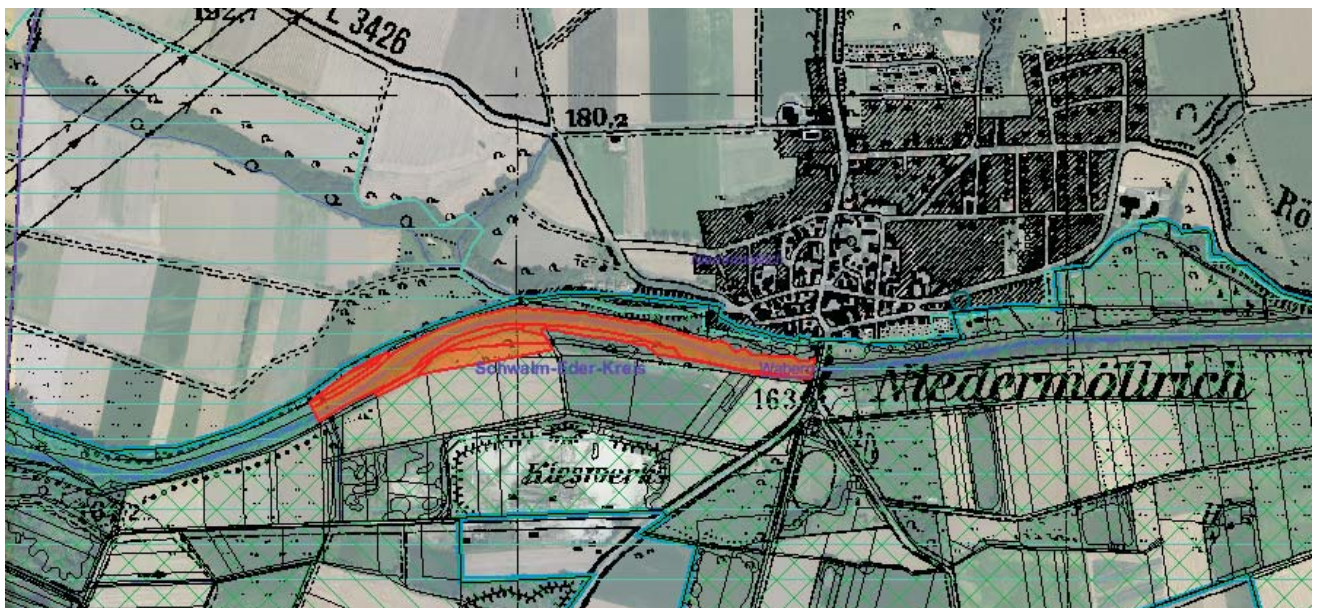 L 3426
180,2
Rö
Schwalm-Eder-Kreis
Wabern
163,
Niedermöllrich
Kieswerk